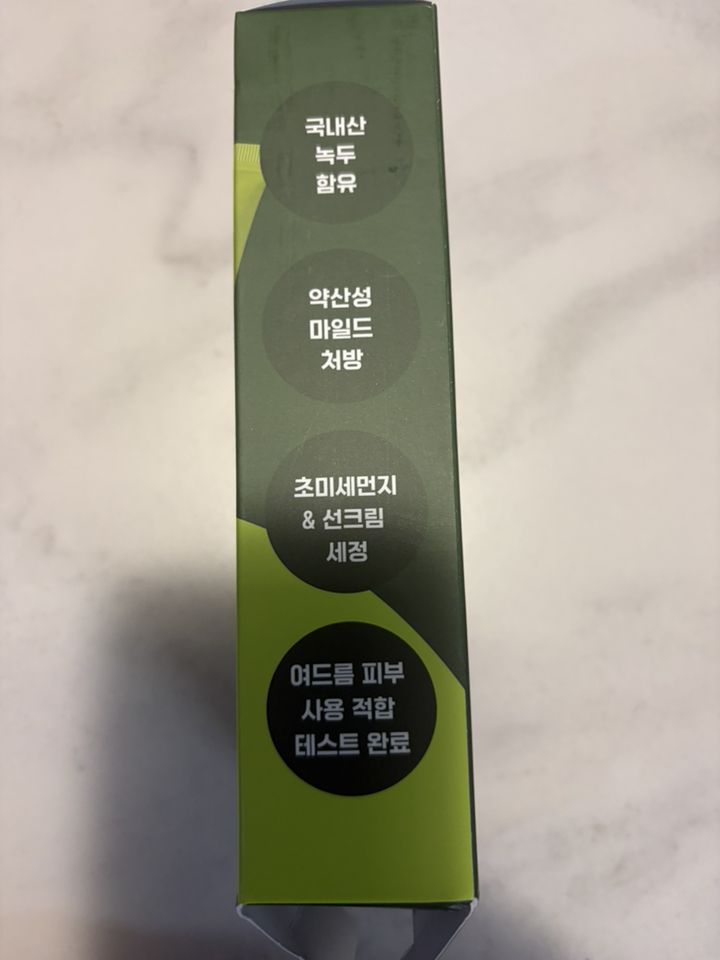 국내산
녹두
함유
약산성
마일드
처방
초미세먼지
& 선크림
세정
여드름 피부
사용 적합
테스트 완료